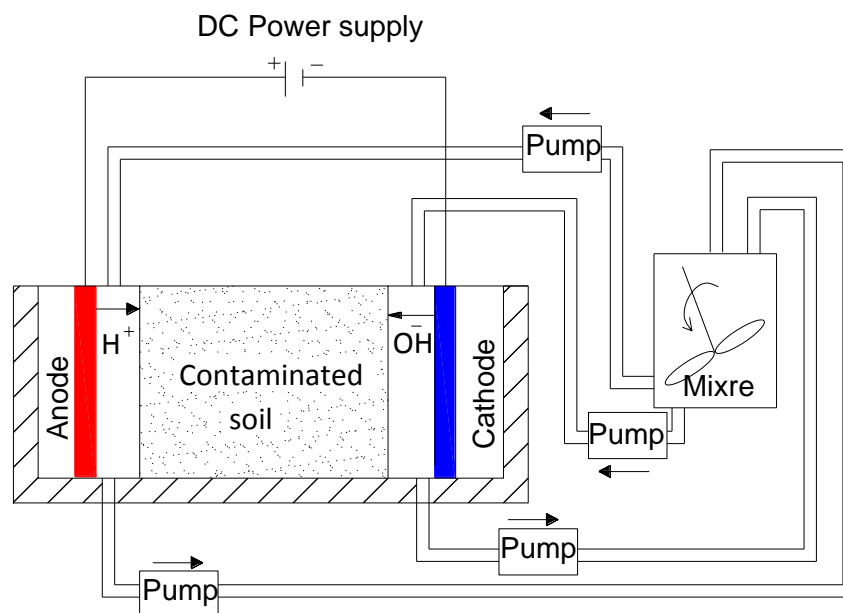 DC Power supply
+ −
Pump
H+
OH−
Anode
Contaminated
soil
Cathode
Mixre
Pump
Pump
Pump